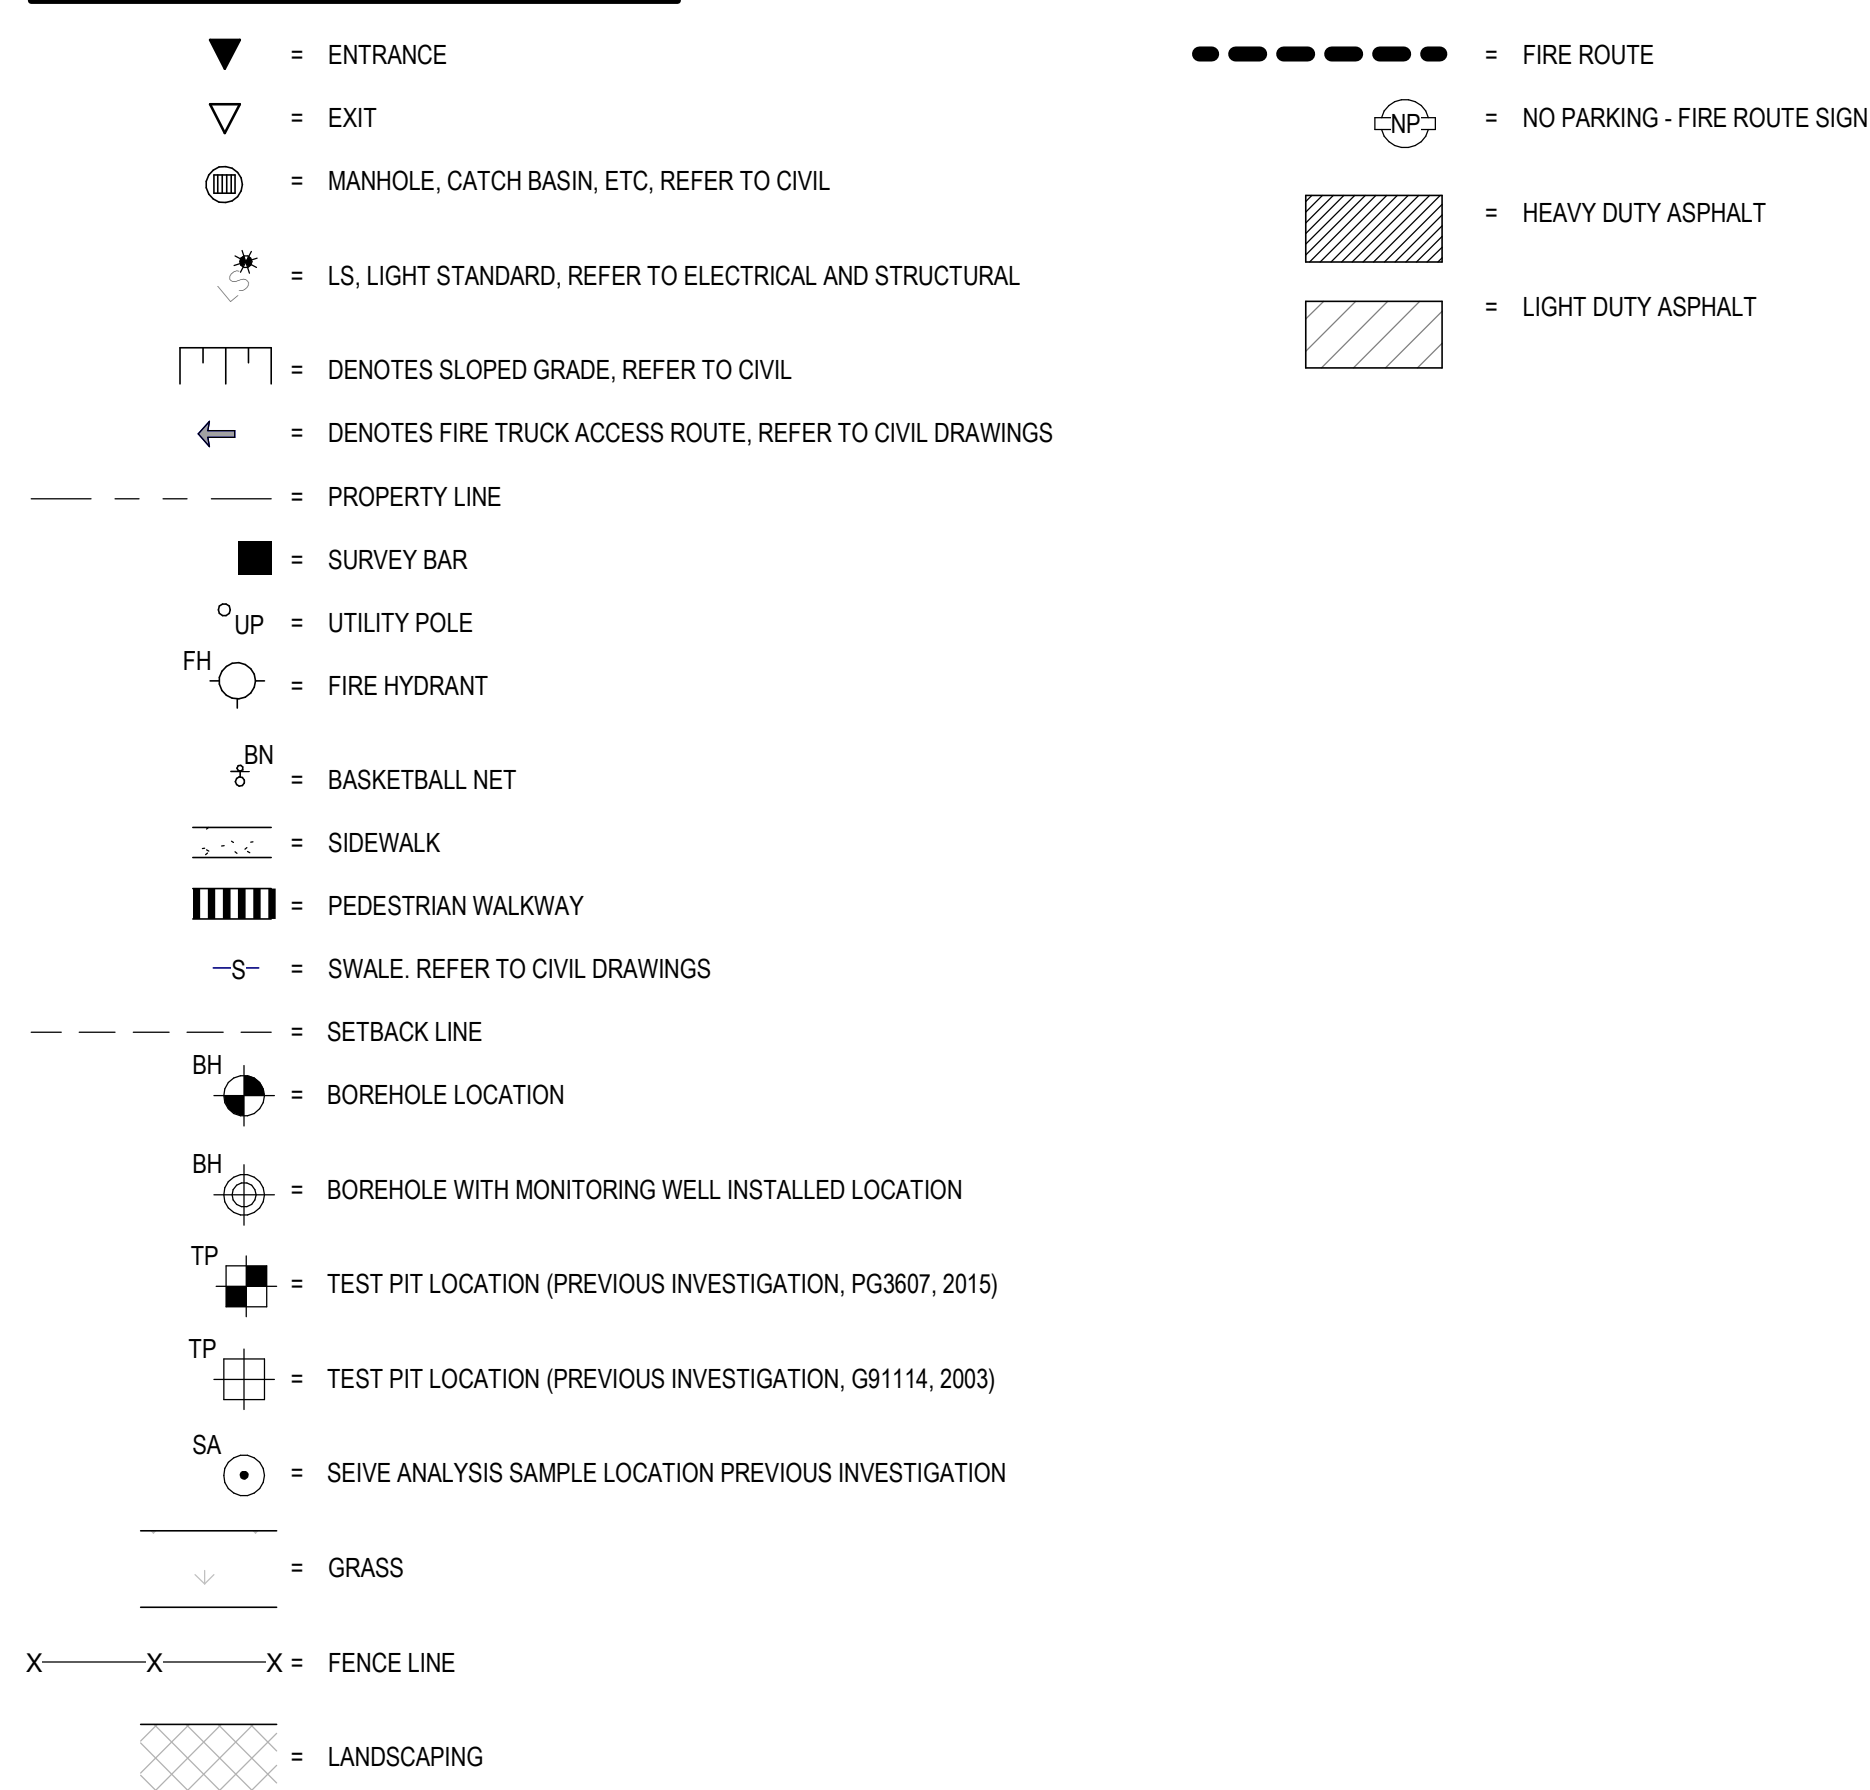 = ENTRANCE
= EXIT
= MANHOLE, CATCH BASIN, ETC, REFER TO CIVIL
LS = LS, LIGHT STANDARD, REFER TO ELECTRICAL AND STRUCTURAL
= DENOTES SLOPED GRADE, REFER TO CIVIL
= DENOTES FIRE TRUCK ACCESS ROUTE, REFER TO CIVIL DRAWINGS
= PROPERTY LINE
= SURVEY BAR
UP = UTILITY POLE
FH = FIRE HYDRANT
BN = BASKETBALL NET
= SIDEWALK
= PEDESTRIAN WALKWAY
S = SWALE. REFER TO CIVIL DRAWINGS
= SETBACK LINE
BH = BOREHOLE LOCATION
BH = BOREHOLE WITH MONITORING WELL INSTALLED LOCATION
TP = TEST PIT LOCATION (PREVIOUS INVESTIGATION, PG3607, 2015)
TP = TEST PIT LOCATION (PREVIOUS INVESTIGATION, G91114, 2003)
SA = SEIVE ANALYSIS SAMPLE LOCATION PREVIOUS INVESTIGATION
= GRASS
X X X = FENCE LINE
= LANDSCAPING
= FIRE ROUTE
NP = NO PARKING - FIRE ROUTE SIGN
= HEAVY DUTY ASPHALT
= LIGHT DUTY ASPHALT